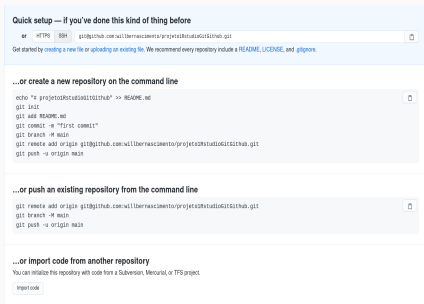 Quick setup — if you've done this kind of thing before
or HTTPS SSH git@github.com:willbernascimento/projeto1RstudioGitGithub.git
Get started by creating a new file or uploading an existing file. We recommend every repository include a README, LICENSE, and .gitignore.
…or create a new repository on the command line
echo "# projeto1RstudioGitGithub" >> README.md
git init
git add README.md
git commit -m "first commit"
git branch -M main
git remote add origin git@github.com:willbernascimento/projeto1RstudioGitGithub.git
git push -u origin main
…or push an existing repository from the command line
git remote add origin git@github.com:willbernascimento/projeto1RstudioGitGithub.git
git branch -M main
git push -u origin main
…or import code from another repository
You can initialize this repository with code from a Subversion, Mercurial, or TFS project.
Import code